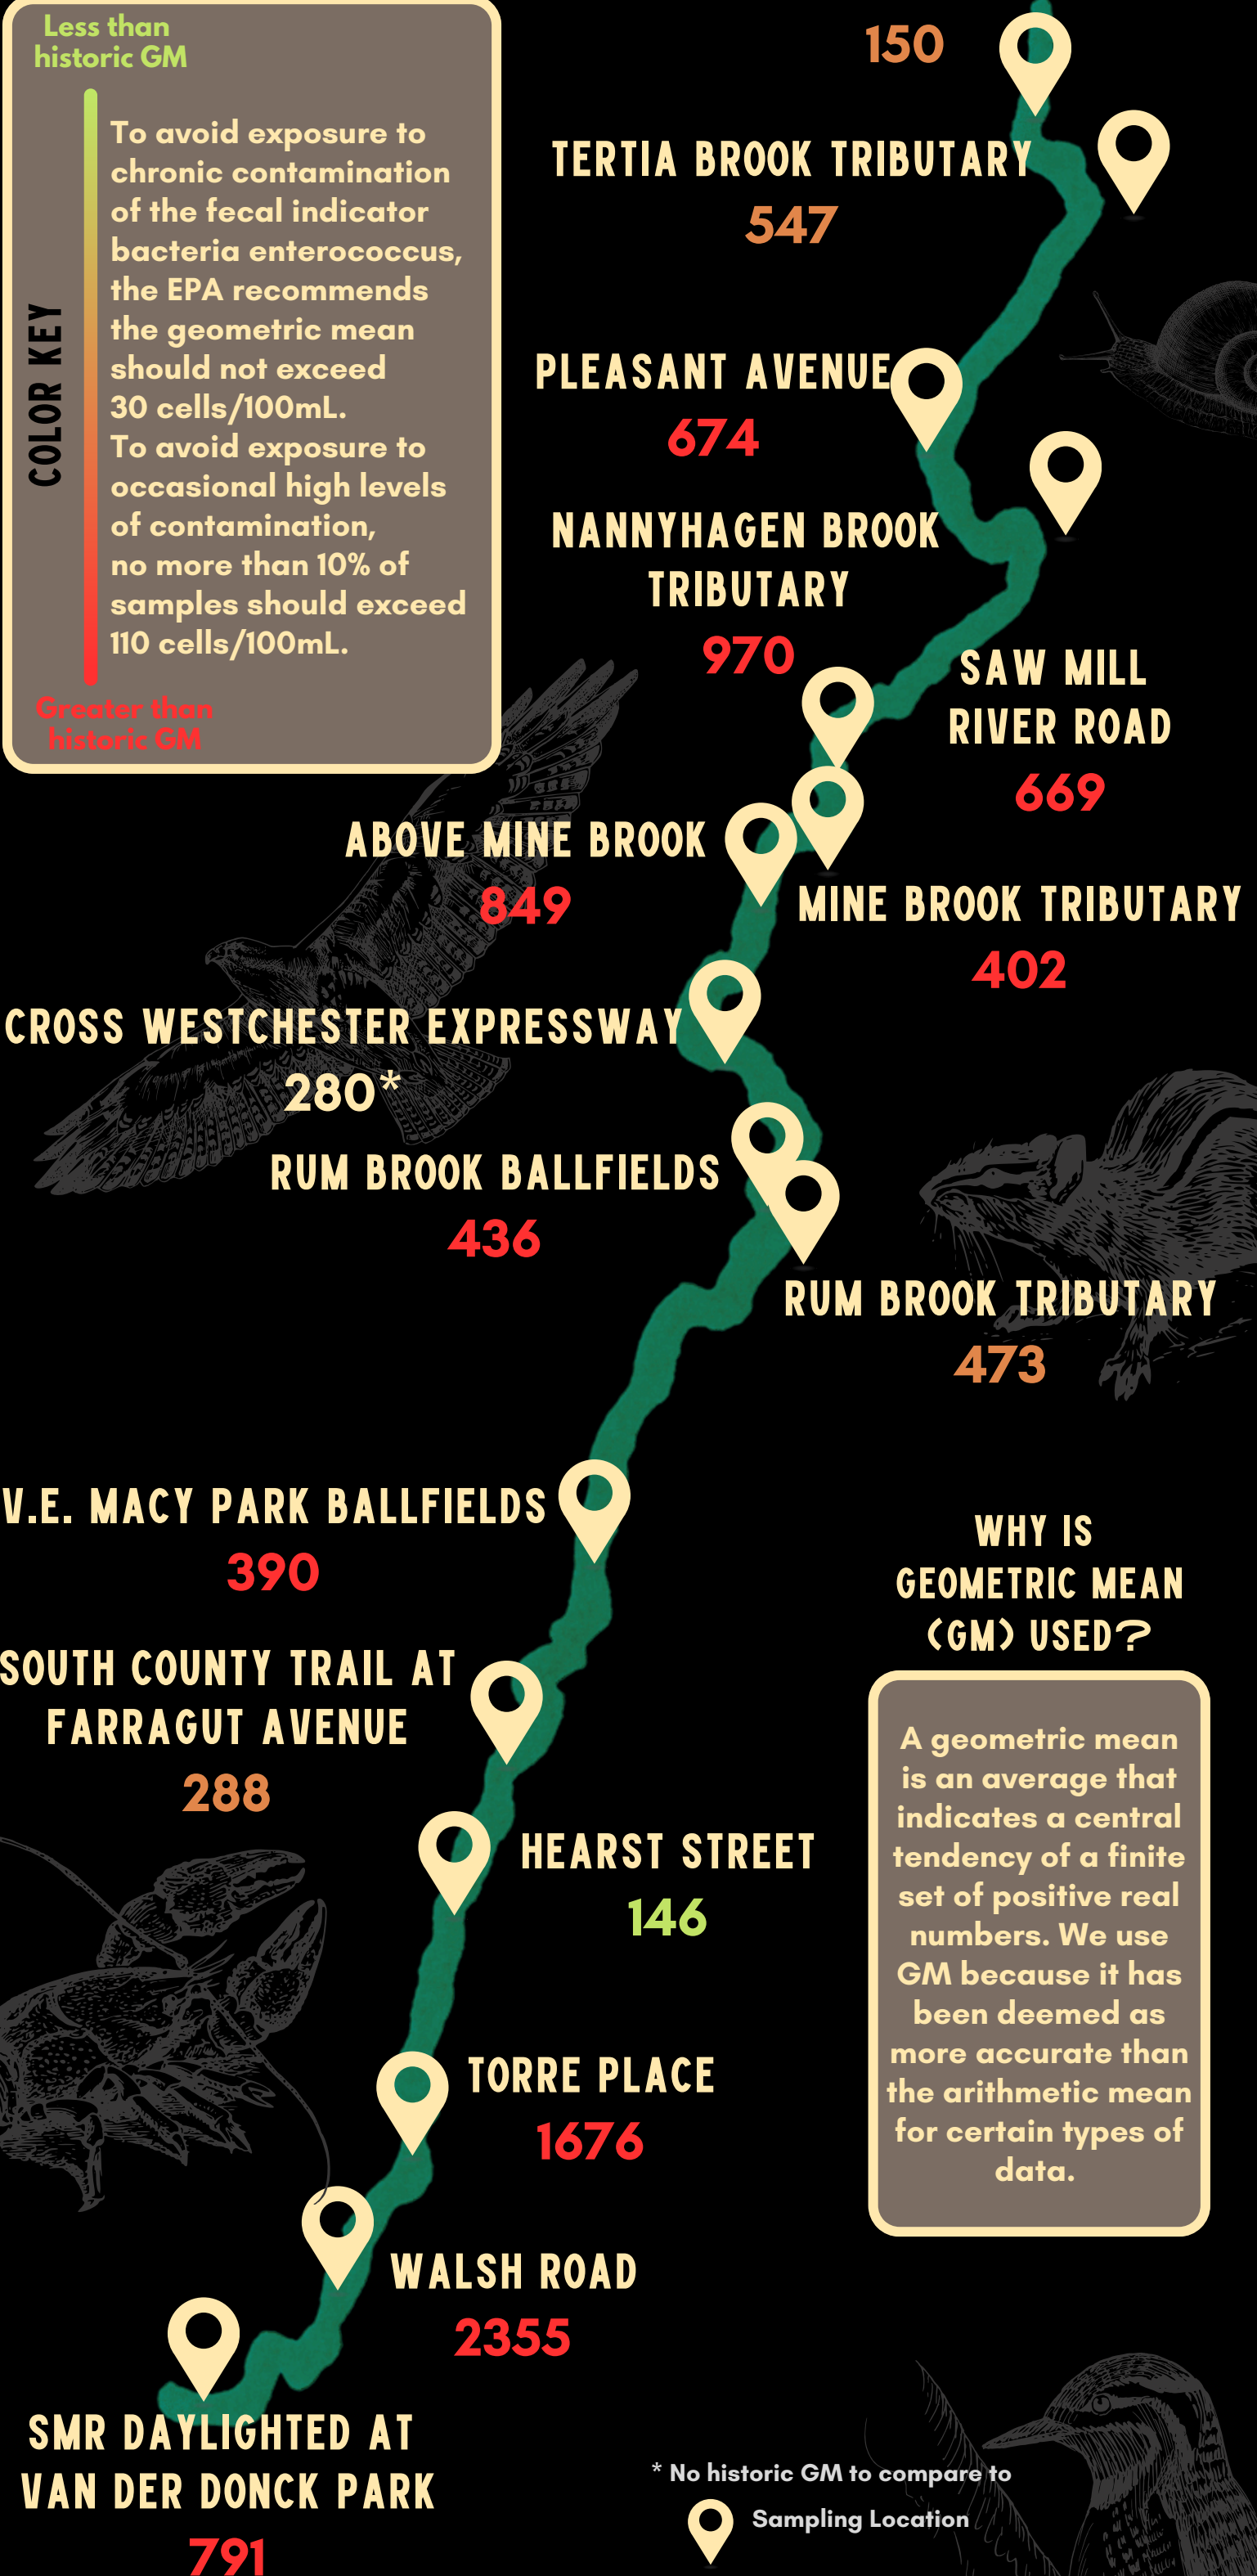 Less than
historic GM
COLOR KEY
To avoid exposure to
chronic contamination
of the fecal indicator
bacteria enterococcus,
the EPA recommends
the geometric mean
should not exceed
30 cells/100mL.
To avoid exposure to
occasional high levels
of contamination,
no more than 10% of
samples should exceed
110 cells/100mL.
Greater than
historic GM
150
TERTIA BROOK TRIBUTARY
547
PLEASANT AVENUE
674
NANNYHAGEN BROOK
TRIBUTARY
970
SAW MILL
RIVER ROAD
669
ABOVE MINE BROOK
849
MINE BROOK TRIBUTARY
402
CROSS WESTCHESTER EXPRESSWAY
280*
RUM BROOK BALLFIELDS
436
RUM BROOK TRIBUTARY
473
V.E. MACY PARK BALLFIELDS
390
SOUTH COUNTY TRAIL AT
FARRAGUT AVENUE
288
HEARST STREET
146
TORRE PLACE
1676
WALSH ROAD
2355
SMR DAYLIGHTED AT
VAN DER DONCK PARK
791
WHY IS
GEOMETRIC MEAN
(GM) USED?
A geometric mean
is an average that
indicates a central
tendency of a finite
set of positive real
numbers. We use
GM because it has
been deemed as
more accurate than
the arithmetic mean
for certain types of
data.
* No historic GM to compare to
Sampling Location